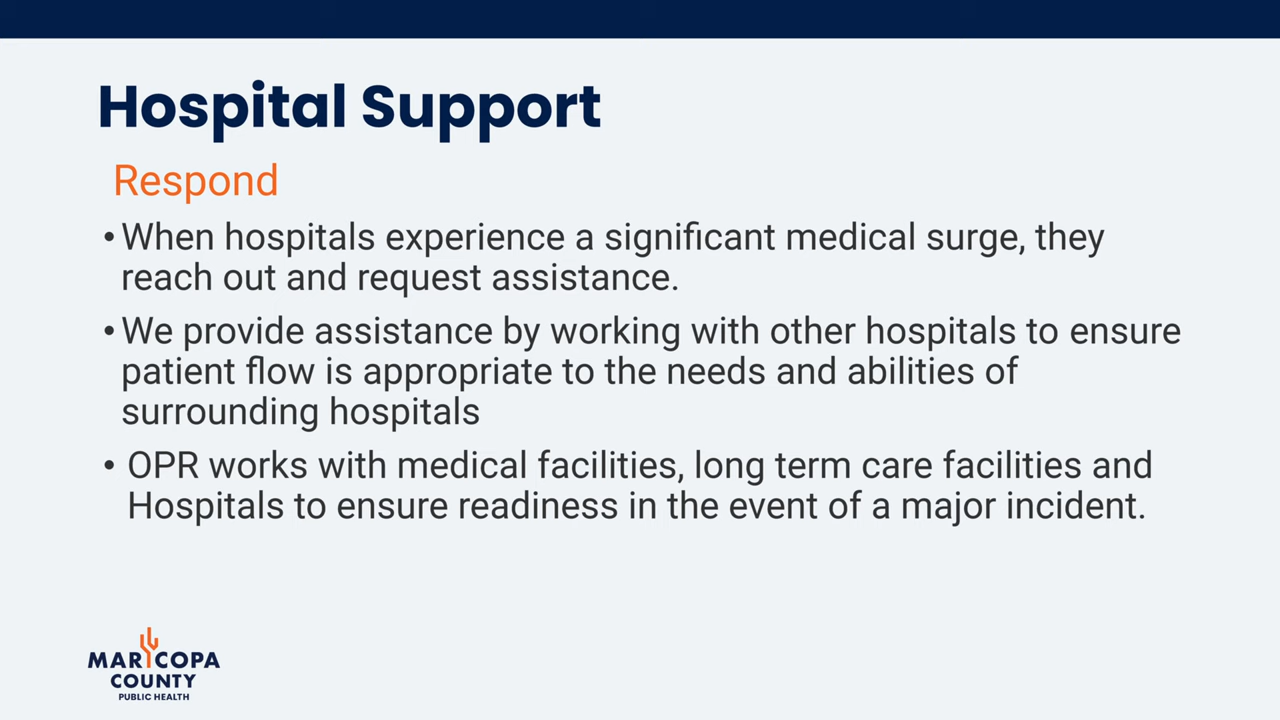 Hospital Support
Respond
•When hospitals experience a significant medical surge, they
reach out and request assistance.
•We provide assistance by working with other hospitals to ensure
patient flow is appropriate to the needs and abilities of
surrounding hospitals
• OPR works with medical facilities, long term care facilities and
Hospitals to ensure readiness in the event of a major incident.
MARICOPA
COUNTY
PUBLIC HEALTH